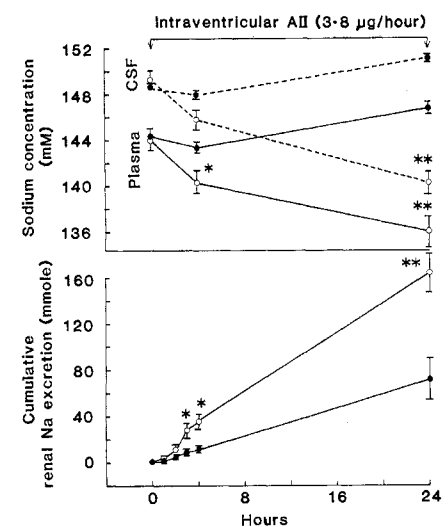 Intraventricular AII (3·8 µg/hour)
Sodium concentration
(mM)
152
148
144
140
136
CSF
Plasma
*
**
**
Cumulative
renal Na excretion (mmole)
160
120
80
40
0
*
*
**
0 8 16 24
Hours